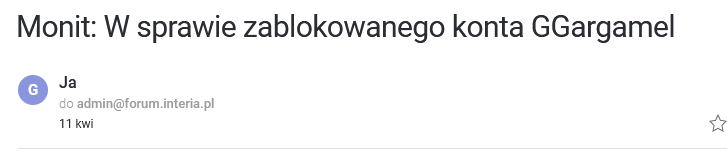 Monit: W sprawie zablokowanego konta GGargamel
G
Ja
do admin@forum.interia.pl
11 kwi